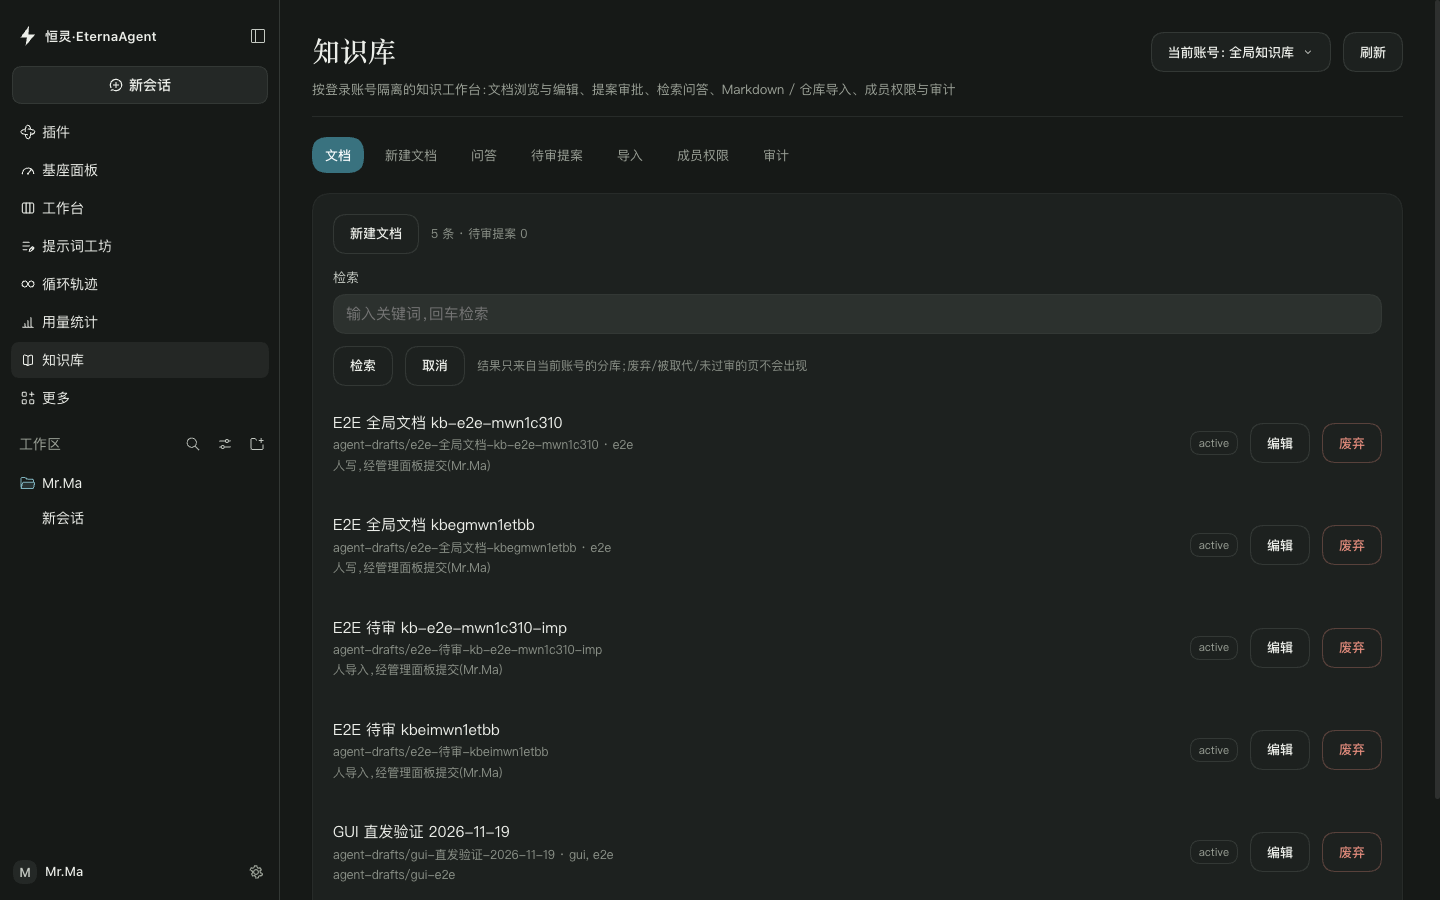 恒灵·EternaAgent
新会话
插件
基座面板
工作台
提示词工坊
循环轨迹
用量统计
知识库
更多
工作区
Mr.Ma
新会话
M Mr.Ma
知识库
当前账号: 全局知识库
刷新
按登录账号隔离的知识工作台:文档浏览与编辑、提案审批、检索问答、Markdown / 仓库导入、成员权限与审计
文档 新建文档 问答 待审提案 导入 成员权限 审计
新建文档 5 条 · 待审提案 0
检索
输入关键词,回车检索
检索 取消 结果只来自当前账号的分库;废弃/被取代/未过审的页不会出现
E2E 全局文档 kb-e2e-mwn1c310
agent-drafts/e2e-全局文档-kb-e2e-mwn1c310 · e2e
人写,经管理面板提交(Mr.Ma)
active 编辑 废弃
E2E 全局文档 kbegmwn1etbb
agent-drafts/e2e-全局文档-kbegmwn1etbb · e2e
人写,经管理面板提交(Mr.Ma)
active 编辑 废弃
E2E 待审 kb-e2e-mwn1c310-imp
agent-drafts/e2e-待审-kb-e2e-mwn1c310-imp
人导入,经管理面板提交(Mr.Ma)
active 编辑 废弃
E2E 待审 kbeimwn1etbb
agent-drafts/e2e-待审-kbeimwn1etbb
人导入,经管理面板提交(Mr.Ma)
active 编辑 废弃
GUI 直发验证 2026-11-19
agent-drafts/gui-直发验证-2026-11-19 · gui, e2e
agent-drafts/gui-e2e
active 编辑 废弃